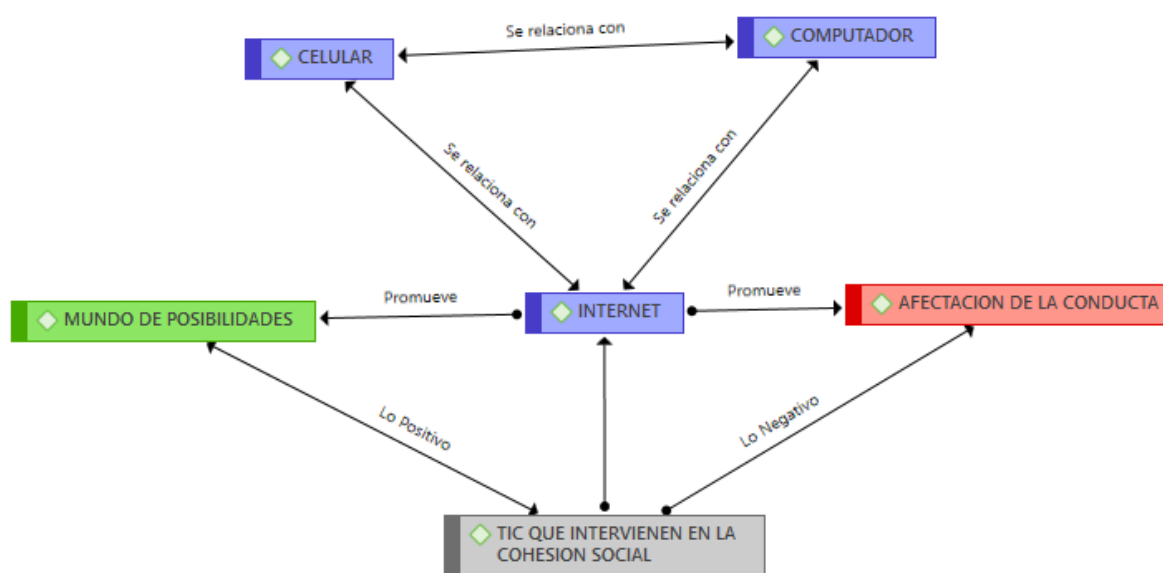 Se relaciona con
COMPUTADOR
CELULAR
Se relaciona con
Se relaciona con
Promueve
Promueve
MUNDO DE POSIBILIDADES
INTERNET
AFECTACION DE LA CONDUCTA
Lo Positivo
Lo Negativo
TIC QUE INTERVIENEN EN LA
COHESION SOCIAL